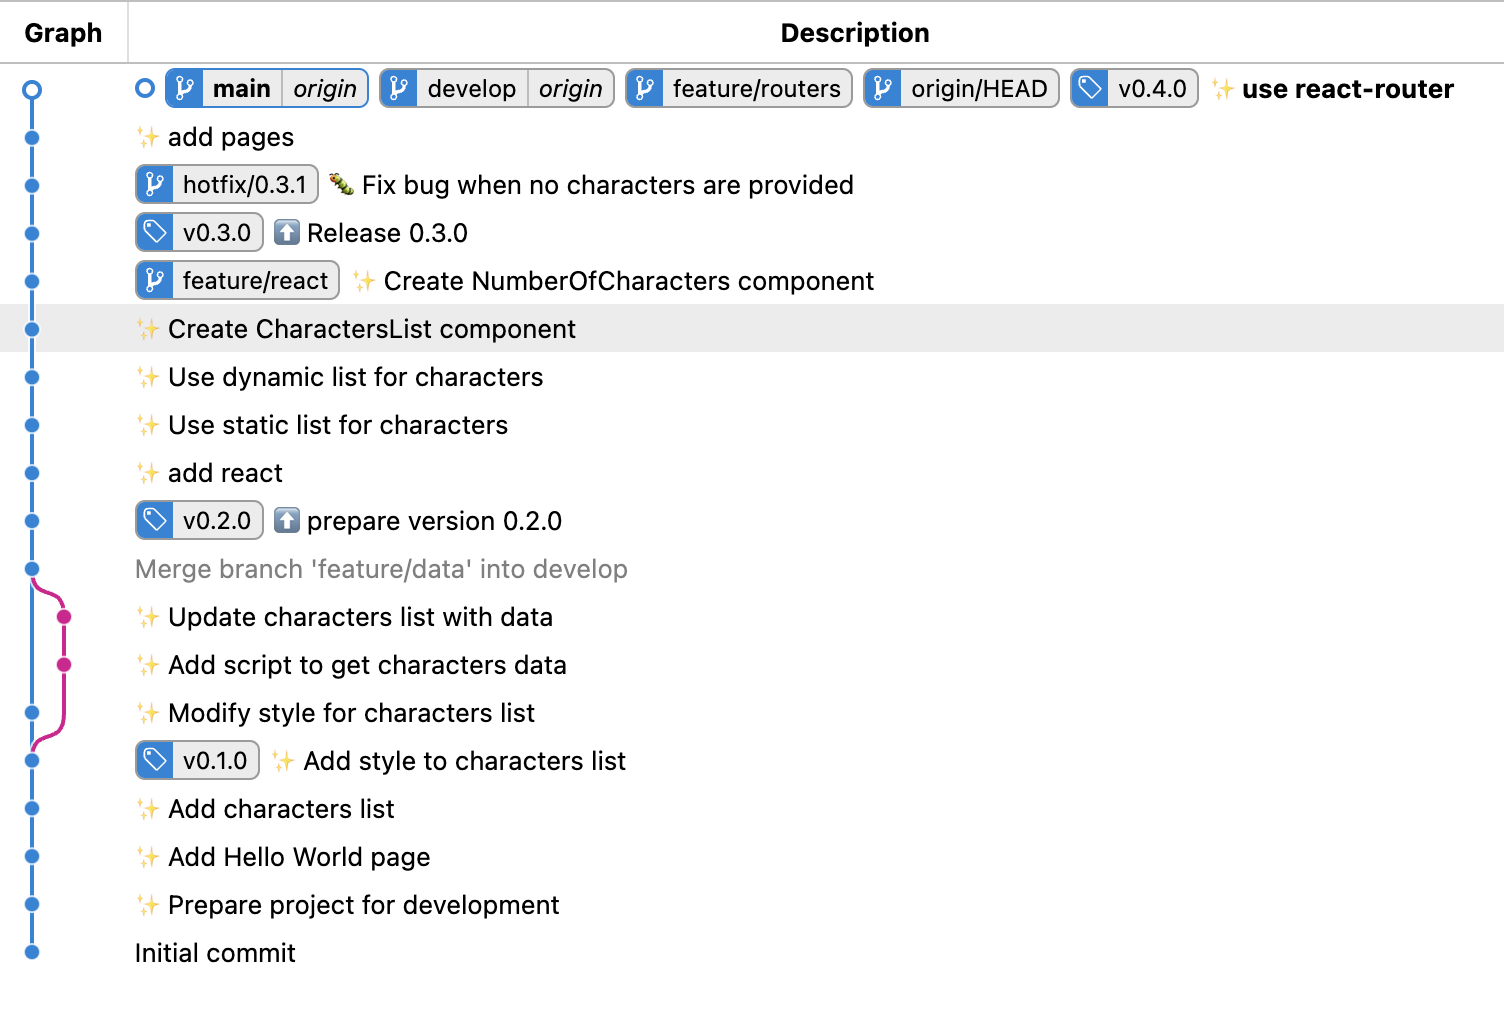 Graph Description
main origin develop origin feature/routers origin/HEAD v0.4.0 ✨ use react-router
✨ add pages
hotfix/0.3.1 🐛 Fix bug when no characters are provided
v0.3.0 ⬆️ Release 0.3.0
feature/react ✨ Create NumberOfCharacters component
✨ Create CharactersList component
✨ Use dynamic list for characters
✨ Use static list for characters
✨ add react
v0.2.0 ⬆️ prepare version 0.2.0
Merge branch 'feature/data' into develop
✨ Update characters list with data
✨ Add script to get characters data
✨ Modify style for characters list
v0.1.0 ✨ Add style to characters list
✨ Add characters list
✨ Add Hello World page
✨ Prepare project for development
Initial commit